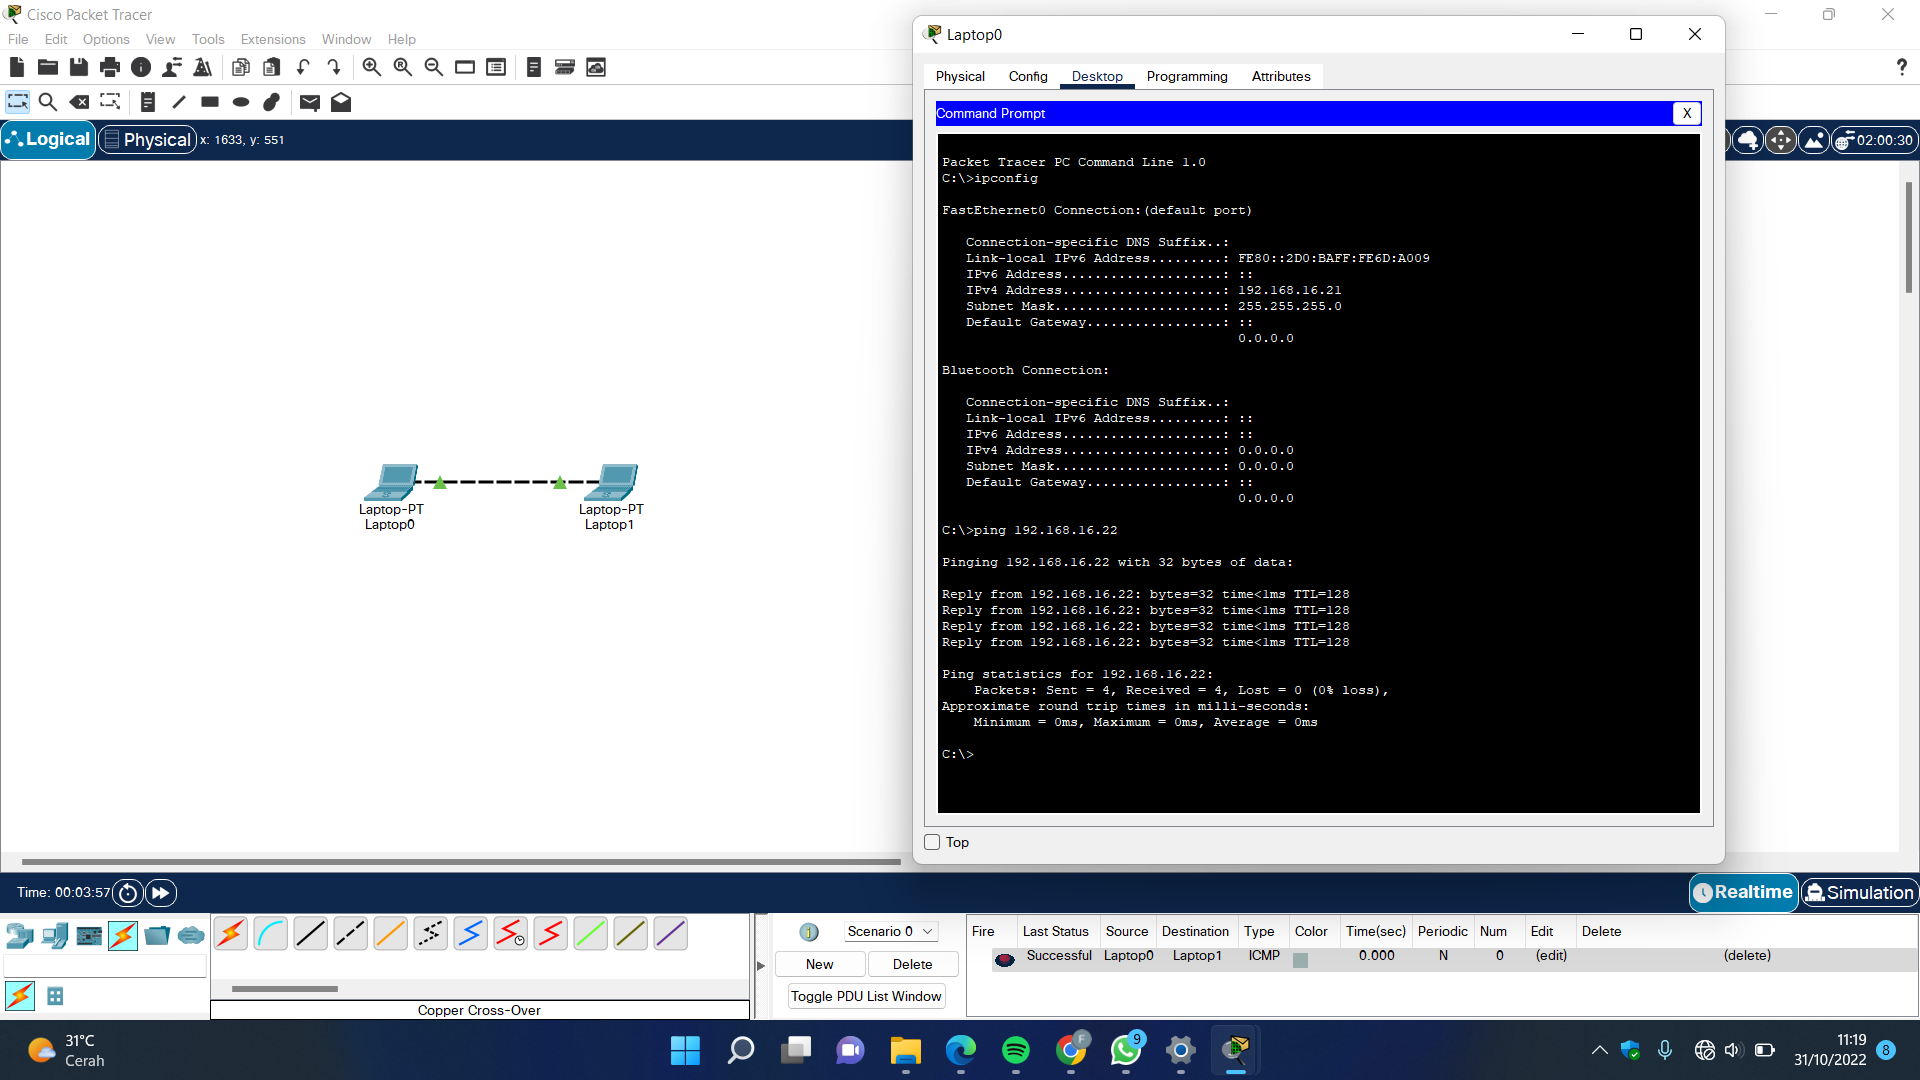 Cisco Packet Tracer
File Edit Options View Tools Extensions Window Help
Logical Physical x: 1633, y: 551
02:00:30
Laptop-PT
Laptop0
Laptop-PT
Laptop1
Laptop0
Physical Config Desktop Programming Attributes
Command Prompt X
Packet Tracer PC Command Line 1.0
C:\>ipconfig
FastEthernet0 Connection:(default port)
Connection-specific DNS Suffix..:
Link-local IPv6 Address.........: FE80::2D0:BAFF:FE6D:A009
IPv6 Address....................: ::
IPv4 Address....................: 192.168.16.21
Subnet Mask.....................: 255.255.255.0
Default Gateway.................: ::
0.0.0.0
Bluetooth Connection:
Connection-specific DNS Suffix..:
Link-local IPv6 Address.........: ::
IPv6 Address....................: ::
IPv4 Address....................: 0.0.0.0
Subnet Mask.....................: 0.0.0.0
Default Gateway.................: ::
0.0.0.0
C:\>ping 192.168.16.22
Pinging 192.168.16.22 with 32 bytes of data:
Reply from 192.168.16.22: bytes=32 time<1ms TTL=128
Reply from 192.168.16.22: bytes=32 time<1ms TTL=128
Reply from 192.168.16.22: bytes=32 time<1ms TTL=128
Reply from 192.168.16.22: bytes=32 time<1ms TTL=128
Ping statistics for 192.168.16.22:
Packets: Sent = 4, Received = 4, Lost = 0 (0% loss),
Approximate round trip times in milli-seconds:
Minimum = 0ms, Maximum = 0ms, Average = 0ms
C:\>
Top
Time: 00:03:57
Realtime Simulation
Copper Cross-Over
Scenario 0
New Delete
Toggle PDU List Window
Fire Last Status Source Destination Type Color Time(sec) Periodic Num Edit Delete
Successful Laptop0 Laptop1 ICMP 0.000 N 0 (edit) (delete)
31°C
Cerah
F
9
11:19
31/10/2022
8